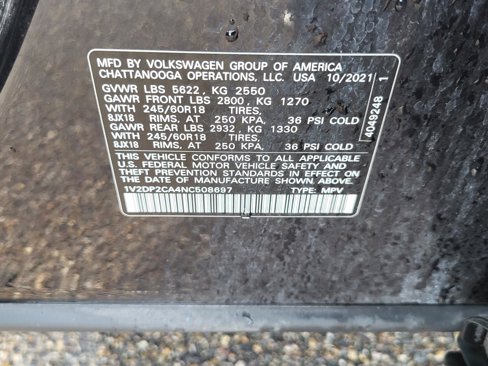 MFD BY VOLKSWAGEN GROUP OF AMERICA
CHATTANOOGA OPERATIONS, LLC. USA 10/2021
GVWR LBS 5622, KG 2550
GAWR FRONT LBS 2800, KG 1270
WITH 245/60R18 TIRES,
8JX18 RIMS, AT 250 KPA. 36 PSI COLD
GAWR REAR LBS 2932, KG 1330
WITH 245/60R18 TIRES,
8JX18 RIMS, AT 250 KPA. 36 PSI COLD
THIS VEHICLE CONFORMS TO ALL APPLICABLE
U.S. FEDERAL MOTOR VEHICLE SAFETY AND
THEFT PREVENTION STANDARDS IN EFFECT ON
THE DATE OF MANUFACTURE SHOWN ABOVE.
1V2DP2CA4NC508697 TYPE: MPV
4049248 1